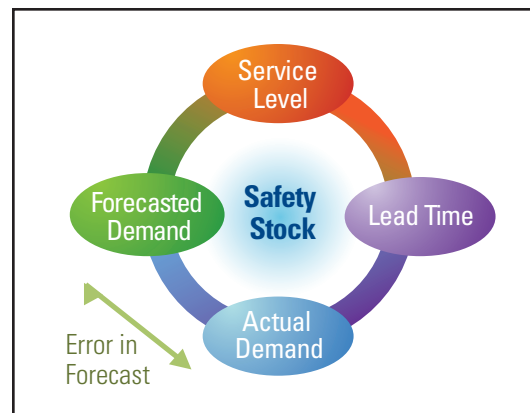 Service
Level
Forecasted
Demand
Safety
Stock
Lead Time
Actual
Demand
Error in
Forecast